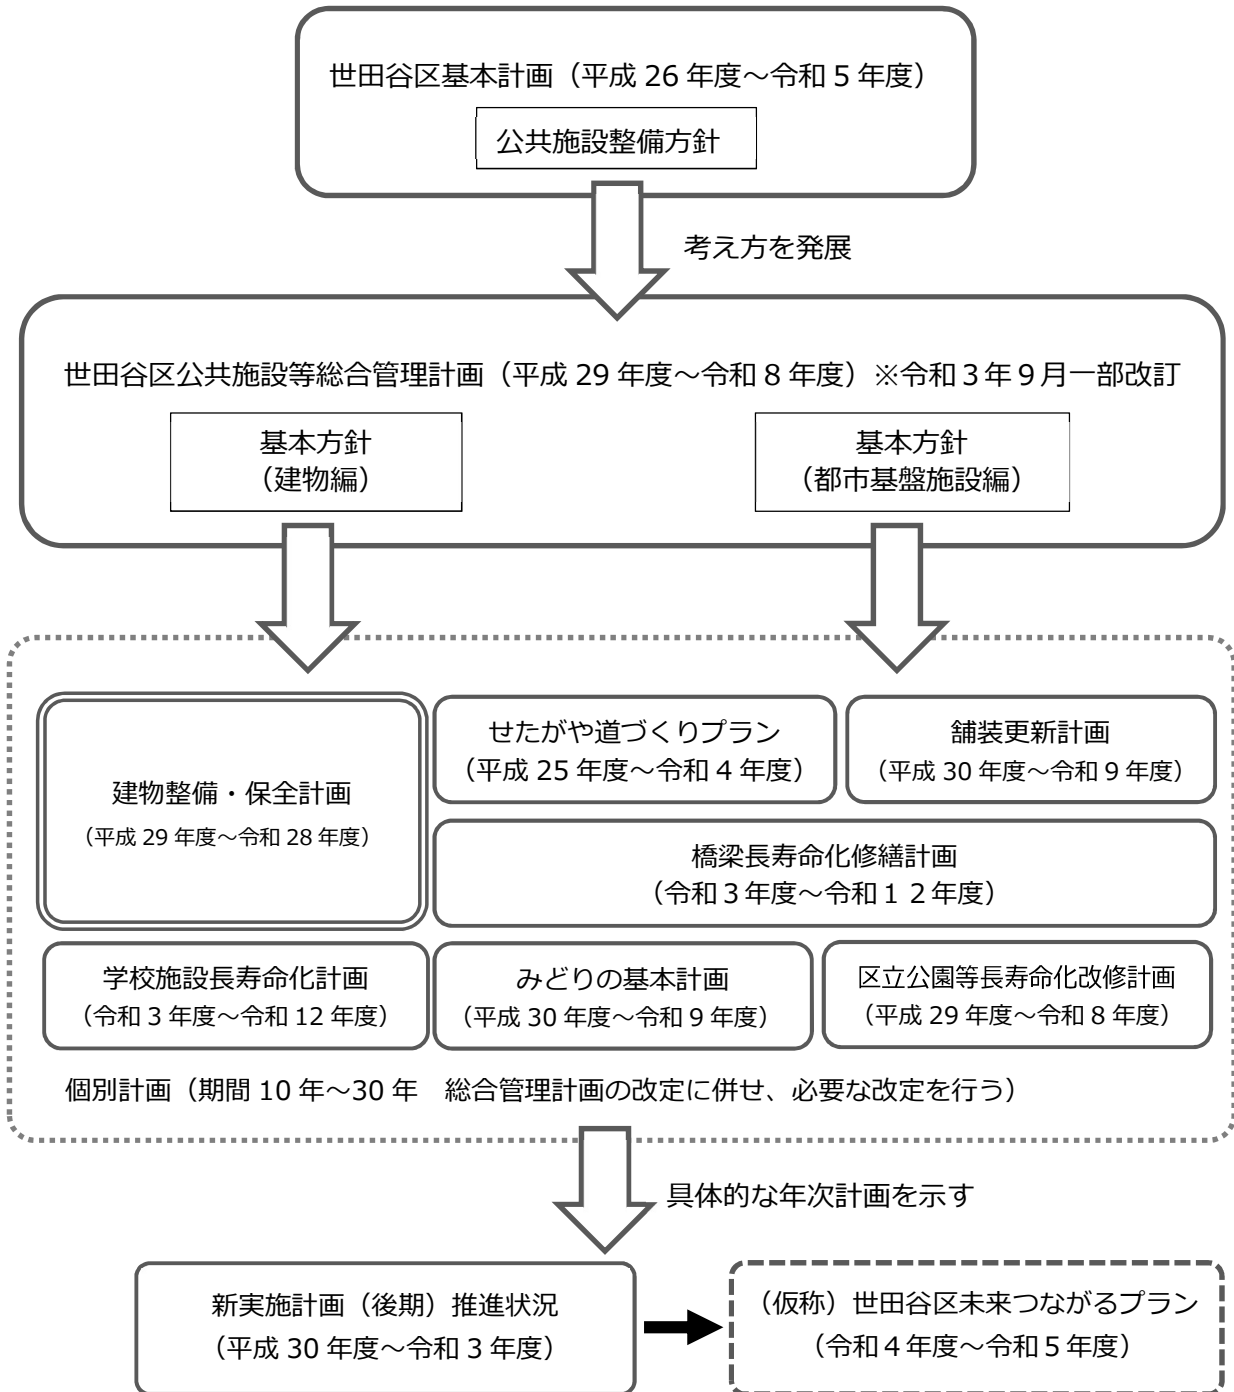 世田谷区基本計画（平成 26 年度～令和 5 年度）
公共施設整備方針
考え方を発展
世田谷区公共施設等総合管理計画（平成 29 年度～令和 8 年度）※令和３年９月一部改訂
基本方針
（建物編）
基本方針
（都市基盤施設編）
建物整備・保全計画
（平成 29 年度～令和 28 年度）
せたがや道づくりプラン
（平成 25 年度～令和 4 年度）
舗装更新計画
（平成 30 年度～令和 9 年度）
橋梁長寿命化修繕計画
（令和３年度～令和１２年度）
学校施設長寿命化計画
（令和 3 年度～令和 12 年度）
みどりの基本計画
（平成 30 年度～令和 9 年度）
区立公園等長寿命化改修計画
（平成 29 年度～令和 8 年度）
個別計画（期間 10 年～30 年　総合管理計画の改定に併せ、必要な改定を行う）
具体的な年次計画を示す
新実施計画（後期）推進状況
（平成 30 年度～令和 3 年度）
（仮称）世田谷区未来つながるプラン
（令和４年度～令和５年度）